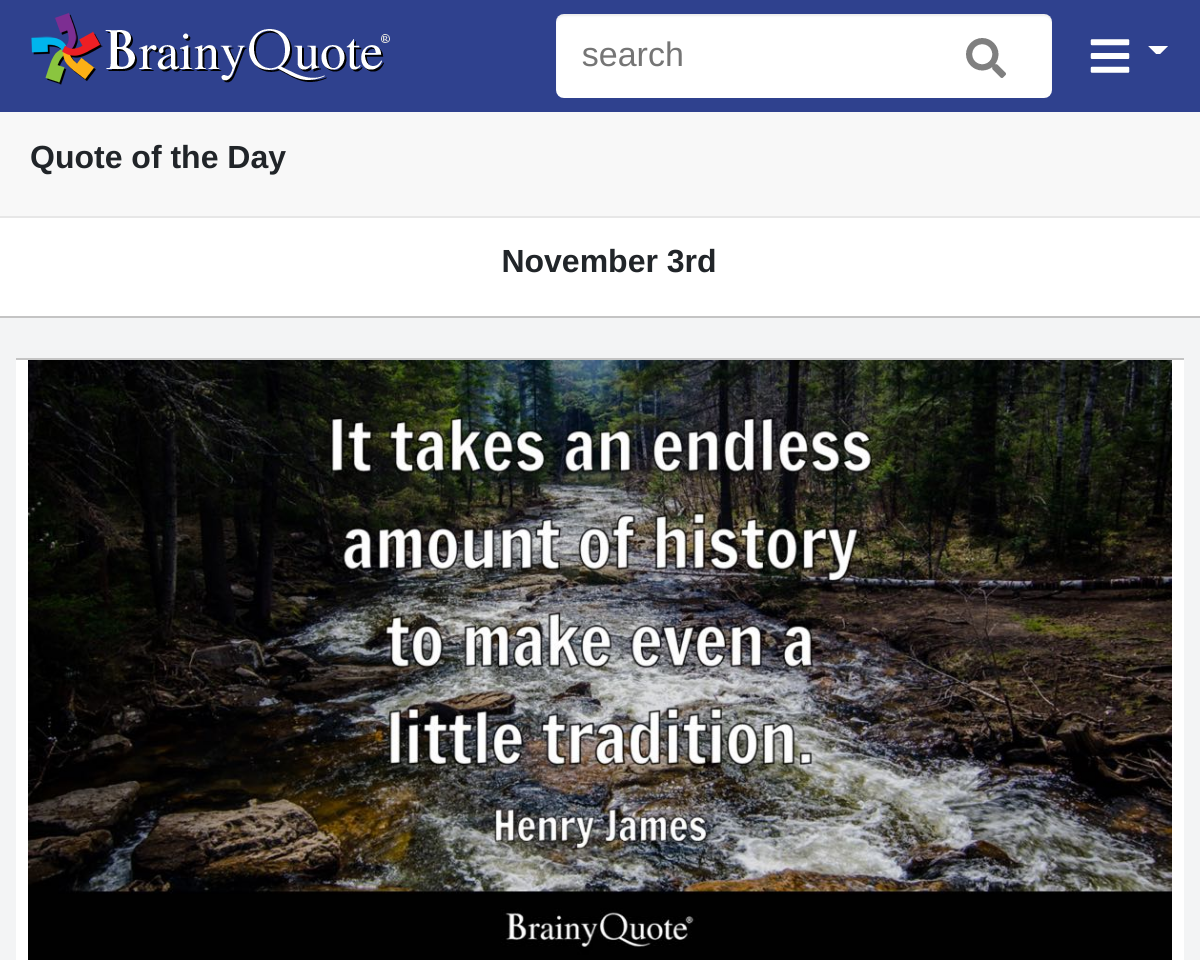 BrainyQuote®
search
Quote of the Day
November 3rd
It takes an endless
amount of history
to make even a
little tradition.
Henry James
BrainyQuote®